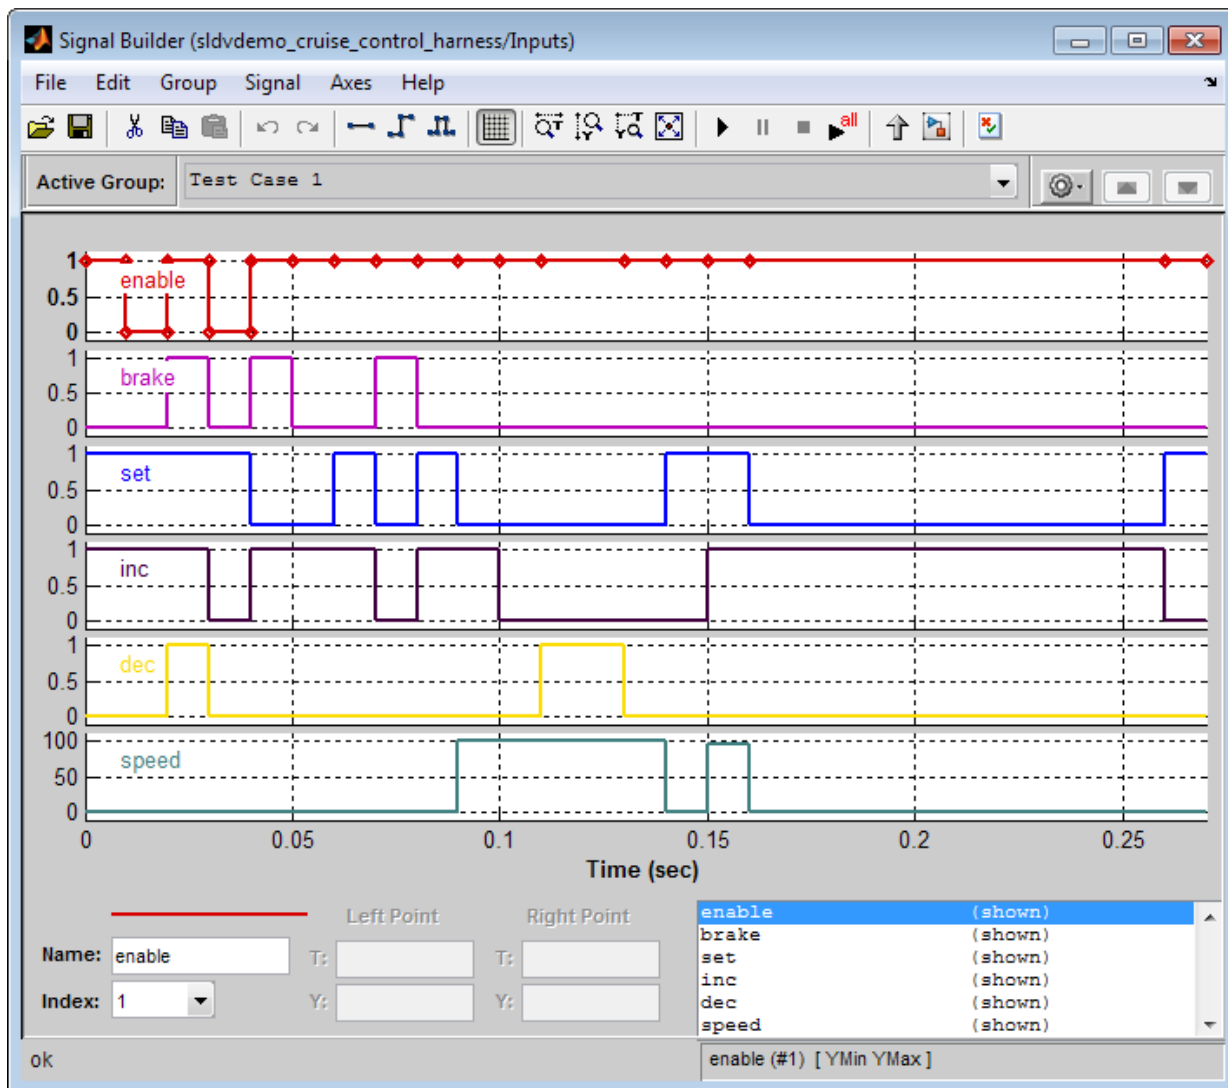 Signal Builder (sldvdemo_cruise_control_harness/Inputs)
File Edit Group Signal Axes Help
all
Active Group: Test Case 1
1
enable
0.5
0
1
brake
0.5
0
1
set
0.5
0
1
inc
0.5
0
1
dec
0.5
0
100
speed
50
0
0 0.05 0.1 0.15 0.2 0.25
Time (sec)
Left Point Right Point
Name: enable T: T:
Index: 1 Y: Y:
enable (shown)
brake (shown)
set (shown)
inc (shown)
dec (shown)
speed (shown)
ok
enable (#1) [ YMin YMax ]